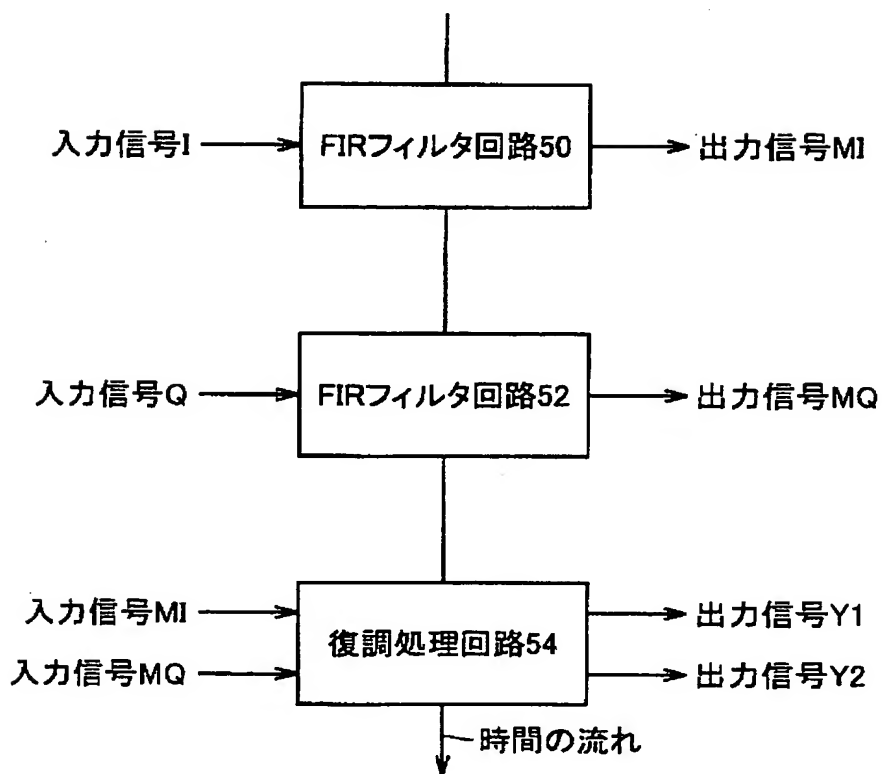 入力信号I
FIRフィルタ回路50
出力信号MI
入力信号Q
FIRフィルタ回路52
出力信号MQ
入力信号MI
入力信号MQ
復調処理回路54
出力信号Y1
出力信号Y2
時間の流れ